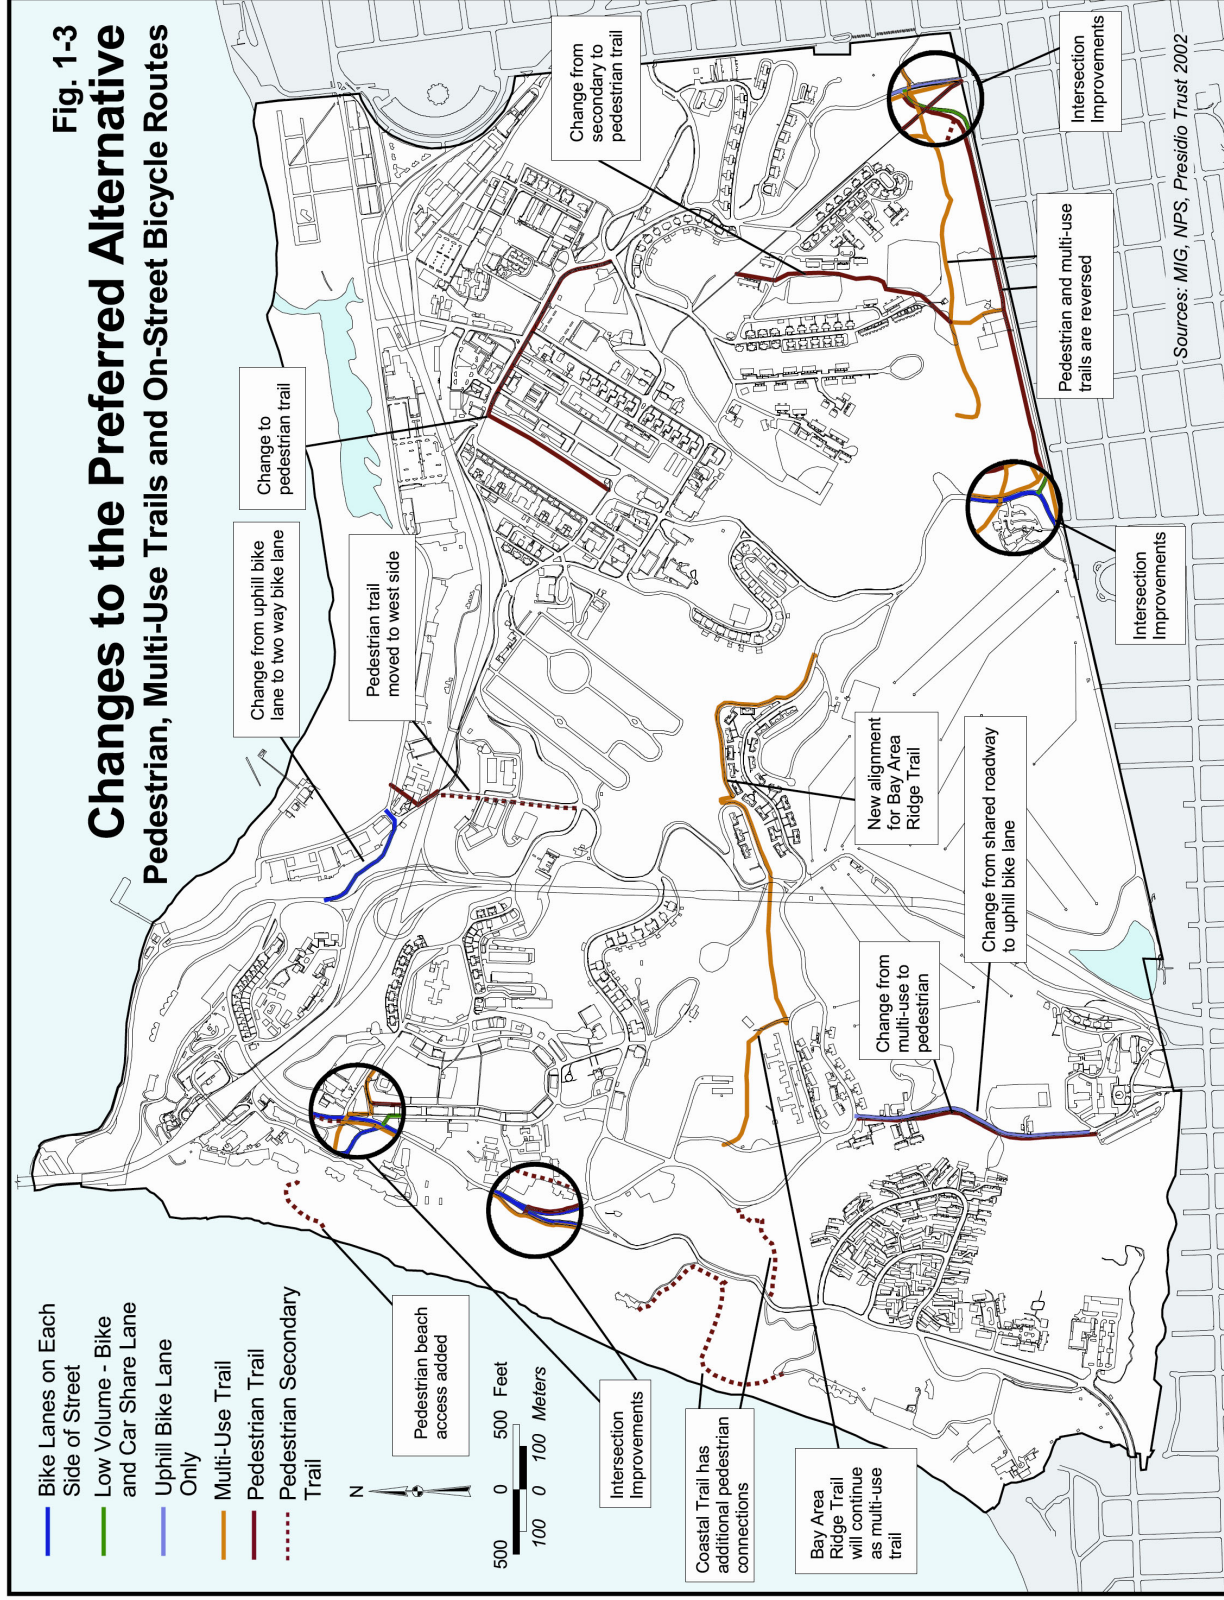 Fig. 1-3
Changes to the Preferred Alternative
Pedestrian, Multi-Use Trails and On-Street Bicycle Routes
Bike Lanes on Each
Side of Street
Low Volume - Bike
and Car Share Lane
Uphill Bike Lane
Only
Multi-Use Trail
Pedestrian Trail
Pedestrian Secondary
Trail
N
500 0 500 Feet
100 0 100 Meters
Pedestrian beach
access added
Intersection
Improvements
Coastal Trail has
additional pedestrian
connections
Bay Area
Ridge Trail
will continue
as multi-use
trail
Change from uphill bike
lane to two way bike lane
Pedestrian trail
moved to west side
Change to
pedestrian trail
Change from
secondary to
pedestrian trail
New alignment
for Bay Area
Ridge Trail
Change from
multi-use to
pedestrian
Change from shared roadway
to uphill bike lane
Intersection
Improvements
Pedestrian and multi-use
trails are reversed
Intersection
Improvements
Sources: MIG, NPS, Presidio Trust 2002